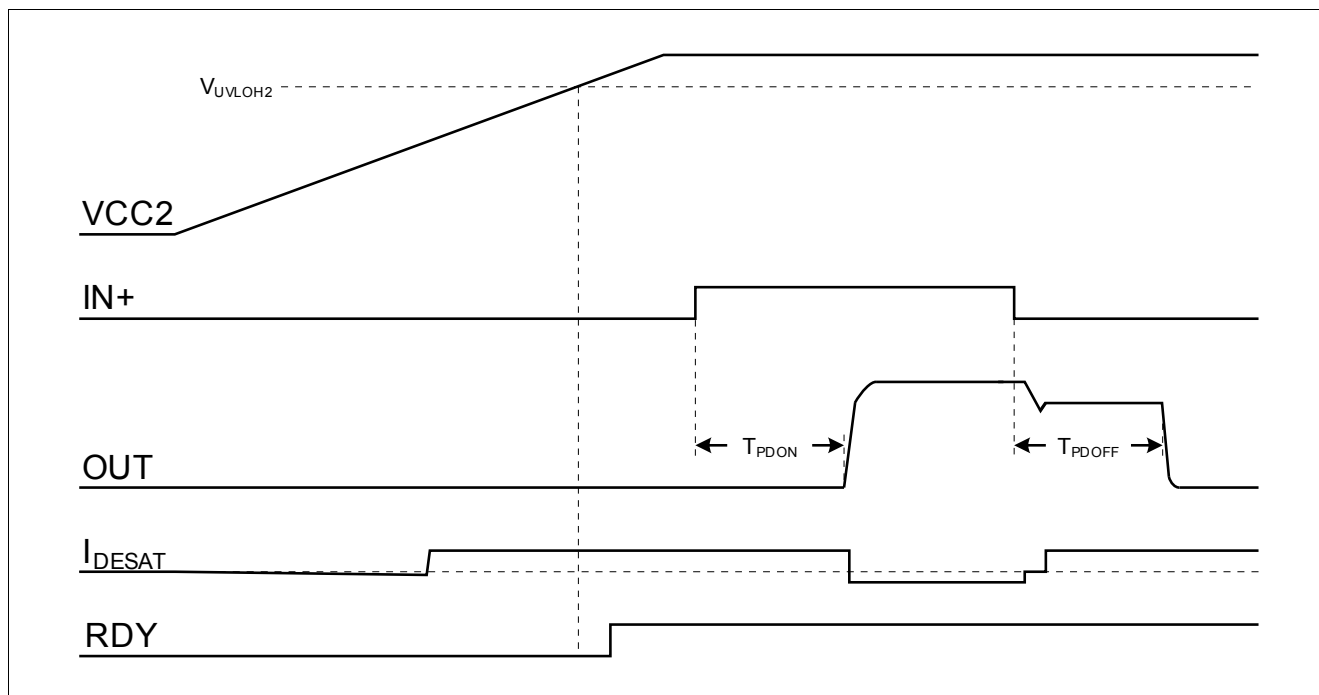 VUVLOH2
VCC2
IN+
TPDON
TPDOFF
OUT
IDESAT
RDY